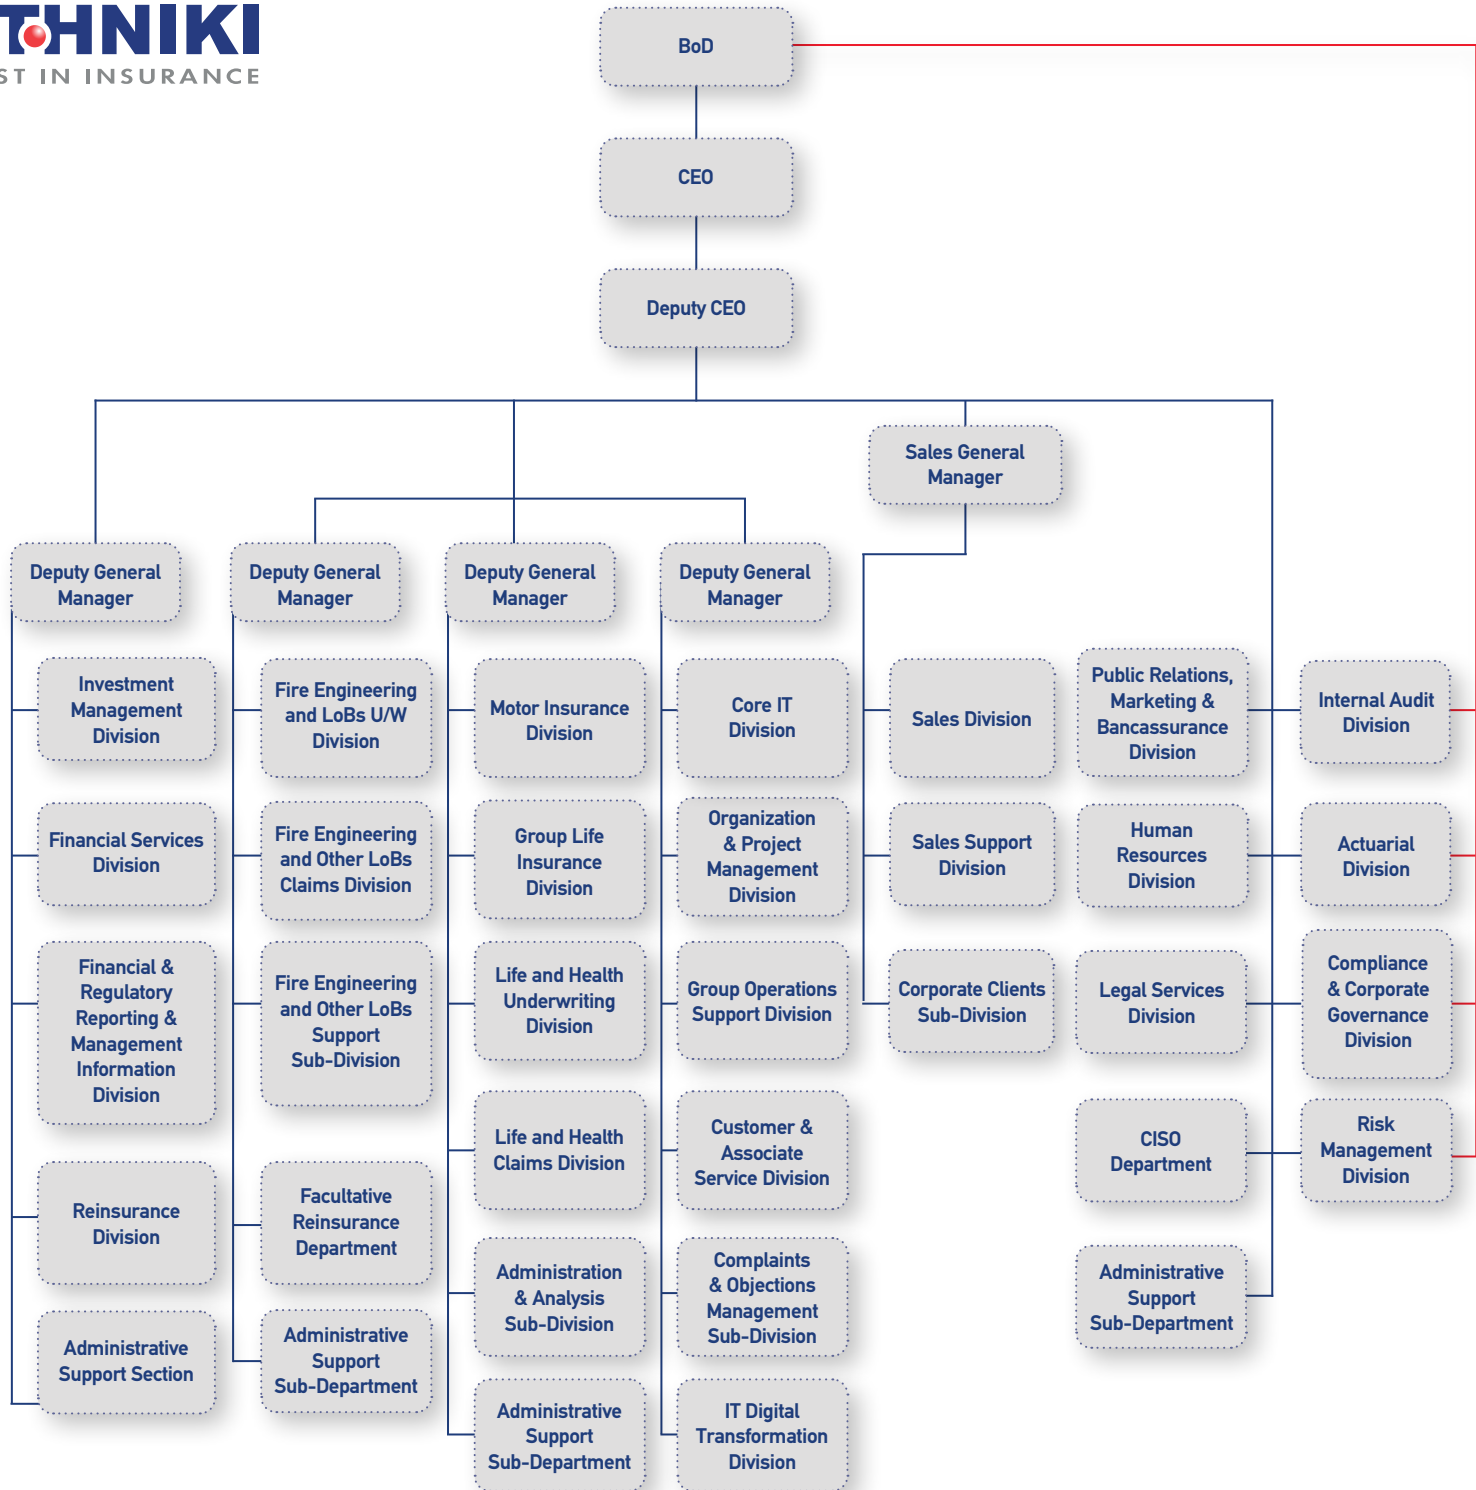 THNIKI
ST IN INSURANCE
BoD
CEO
Deputy CEO
Sales General
Manager
Deputy General
Manager
Deputy General
Manager
Deputy General
Manager
Deputy General
Manager
Investment
Management
Division
Financial Services
Division
Financial &
Regulatory
Reporting &
Management
Information
Division
Reinsurance
Division
Administrative
Support Section
Fire Engineering
and LoBs U/W
Division
Fire Engineering
and Other LoBs
Claims Division
Fire Engineering
and Other LoBs
Support
Sub-Division
Facultative
Reinsurance
Department
Administrative
Support
Sub-Department
Motor Insurance
Division
Group Life
Insurance
Division
Life and Health
Underwriting
Division
Life and Health
Claims Division
Administration
& Analysis
Sub-Division
Administrative
Support
Sub-Department
Core IT
Division
Organization
& Project
Management
Division
Group Operations
Support Division
Customer &
Associate
Service Division
Complaints
& Objections
Management
Sub-Division
IT Digital
Transformation
Division
Sales Division
Sales Support
Division
Corporate Clients
Sub-Division
Public Relations,
Marketing &
Bancassurance
Division
Human
Resources
Division
Legal Services
Division
CISO
Department
Administrative
Support
Sub-Department
Internal Audit
Division
Actuarial
Division
Compliance
& Corporate
Governance
Division
Risk
Management
Division